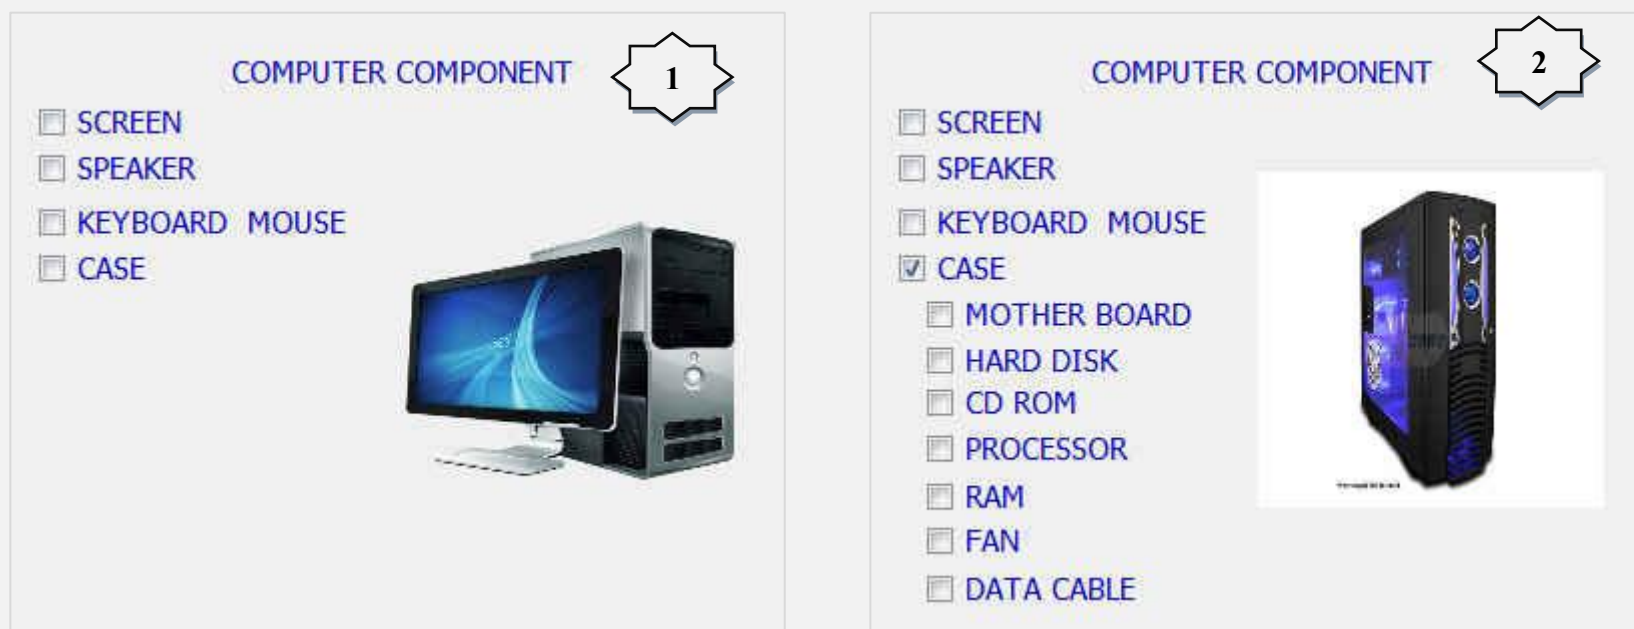 COMPUTER COMPONENT
1
SCREEN
SPEAKER
KEYBOARD MOUSE
CASE
COMPUTER COMPONENT
2
SCREEN
SPEAKER
KEYBOARD MOUSE
CASE
MOTHER BOARD
HARD DISK
CD ROM
PROCESSOR
RAM
FAN
DATA CABLE